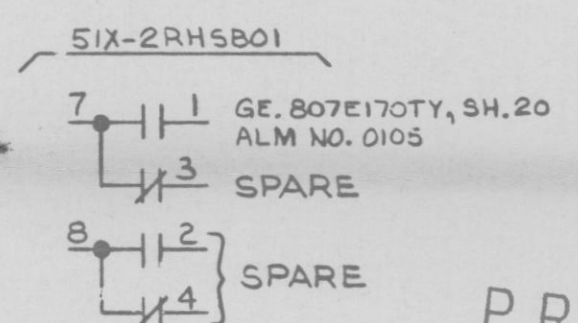 51X-2RHSB01
7 1 GE. 807E170TY, SH. 20
ALM NO. 0105
3 SPARE
8 2
SPARE
4
P R